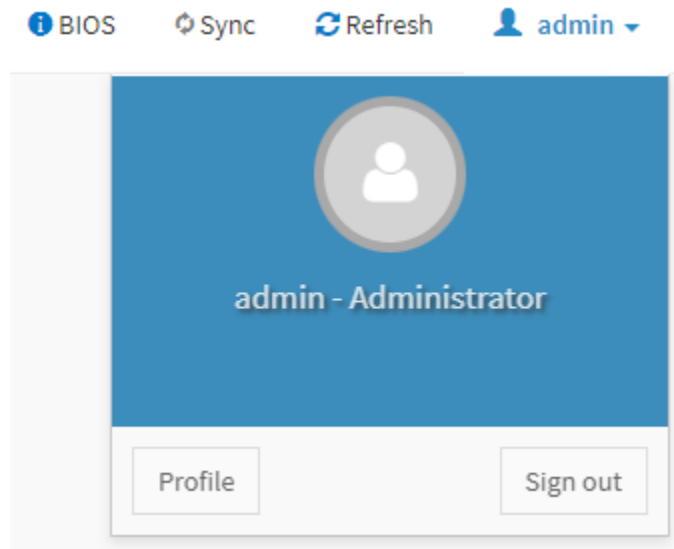 BIOS Sync Refresh admin
admin - Administrator
Profile Sign out